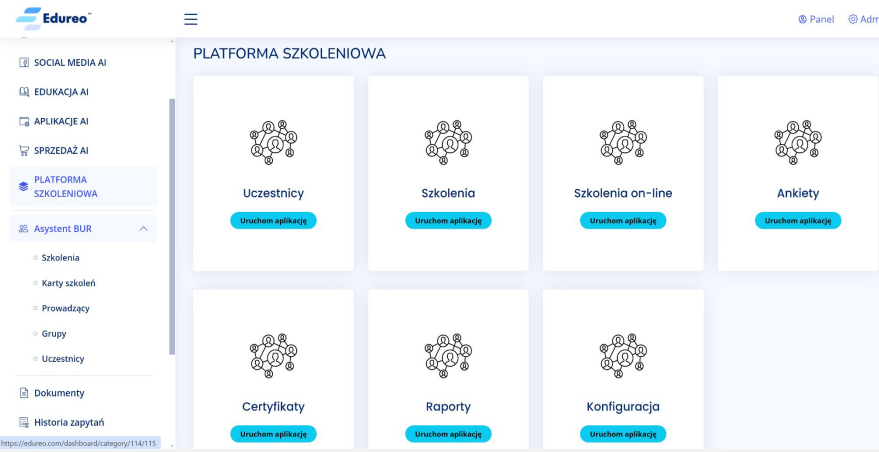 Edureo™
Panel
Adm
SOCIAL MEDIA AI
EDUKACJA AI
APLIKACJE AI
SPRZEDAŻ AI
PLATFORMA
SZKOLENIOWA
Asystent BUR
Szkolenia
Karty szkoleń
Prowadzący
Grupy
Uczestnicy
Dokumenty
Historia zapytań
https://edureo.com/dashboard/category/114/115
PLATFORMA SZKOLENIOWA
Uczestnicy
Uruchom aplikację
Szkolenia
Uruchom aplikację
Szkolenia on-line
Uruchom aplikację
Ankiety
Uruchom aplikację
Certyfikaty
Uruchom aplikację
Raporty
Uruchom aplikację
Konfiguracja
Uruchom aplikację